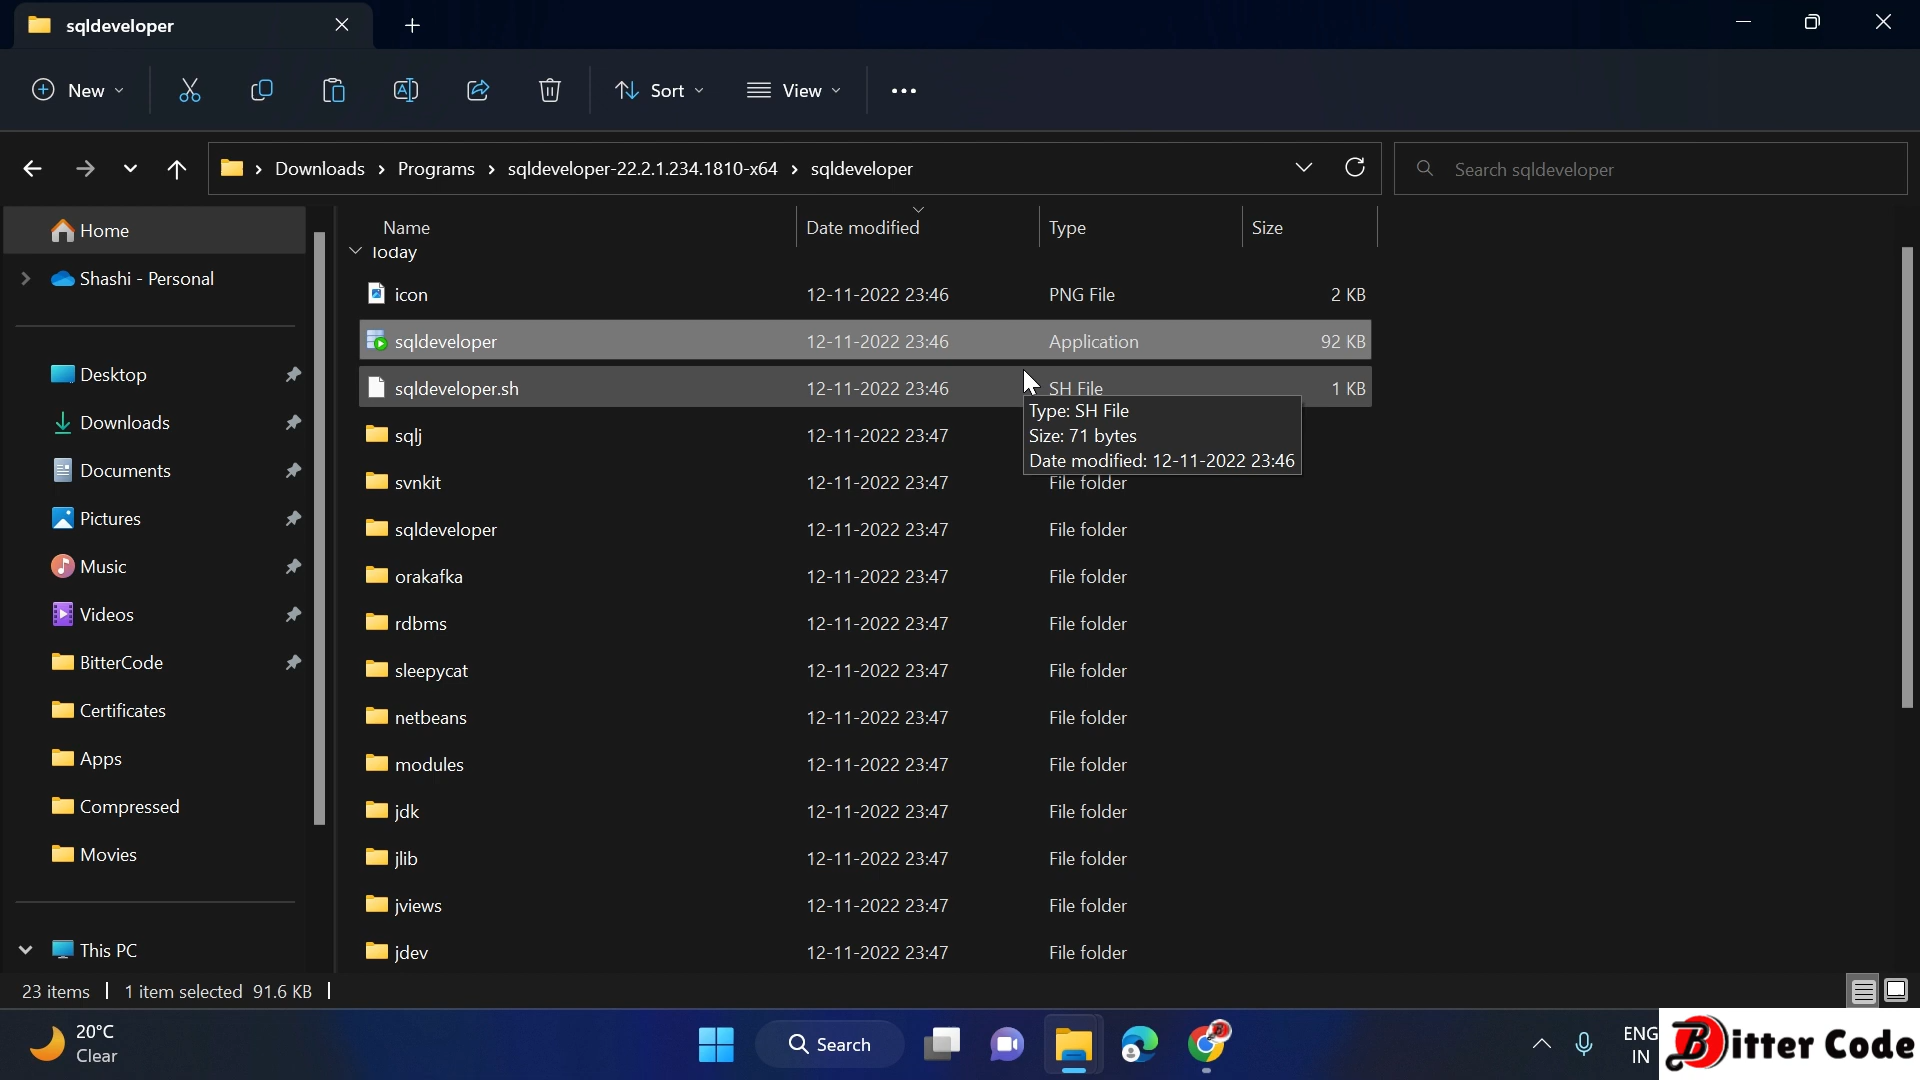 sqldeveloper
New
Sort
View
Downloads
Programs
sqldeveloper-22.2.1.234.1810-x64
sqldeveloper
Search sqldeveloper
Home
Shashi - Personal
Desktop
Downloads
Documents
Pictures
Music
Videos
BitterCode
Certificates
Apps
Compressed
Movies
This PC
Name Date modified Type Size
Today
icon 12-11-2022 23:46 PNG File 2 KB
sqldeveloper 12-11-2022 23:46 Application 92 KB
sqldeveloper.sh 12-11-2022 23:46 SH File 1 KB
Type: SH File
Size: 71 bytes
Date modified: 12-11-2022 23:46
sqlj 12-11-2022 23:47
svnkit 12-11-2022 23:47 File folder
sqldeveloper 12-11-2022 23:47 File folder
orakafka 12-11-2022 23:47 File folder
rdbms 12-11-2022 23:47 File folder
sleepycat 12-11-2022 23:47 File folder
netbeans 12-11-2022 23:47 File folder
modules 12-11-2022 23:47 File folder
jdk 12-11-2022 23:47 File folder
jlib 12-11-2022 23:47 File folder
jviews 12-11-2022 23:47 File folder
jdev 12-11-2022 23:47 File folder
23 items 1 item selected 91.6 KB
20°C
Clear
Search
ENG
IN
Bitter Code